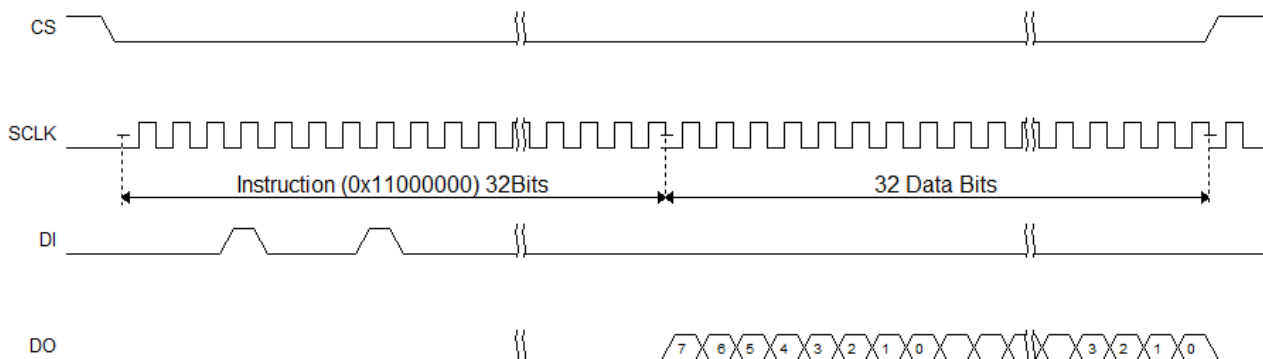 CS
SCLK
Instruction (0x11000000) 32Bits
32 Data Bits
DI
DO
7 6 5 4 3 2 1 0 3 2 1 0